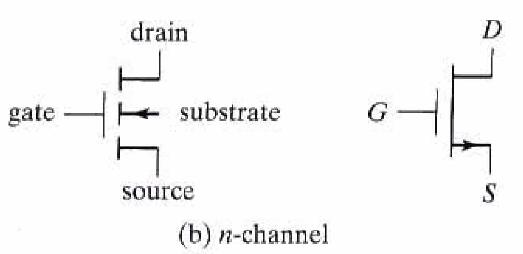 drain
D
gate
substrate
G
source
S
(b) n-channel